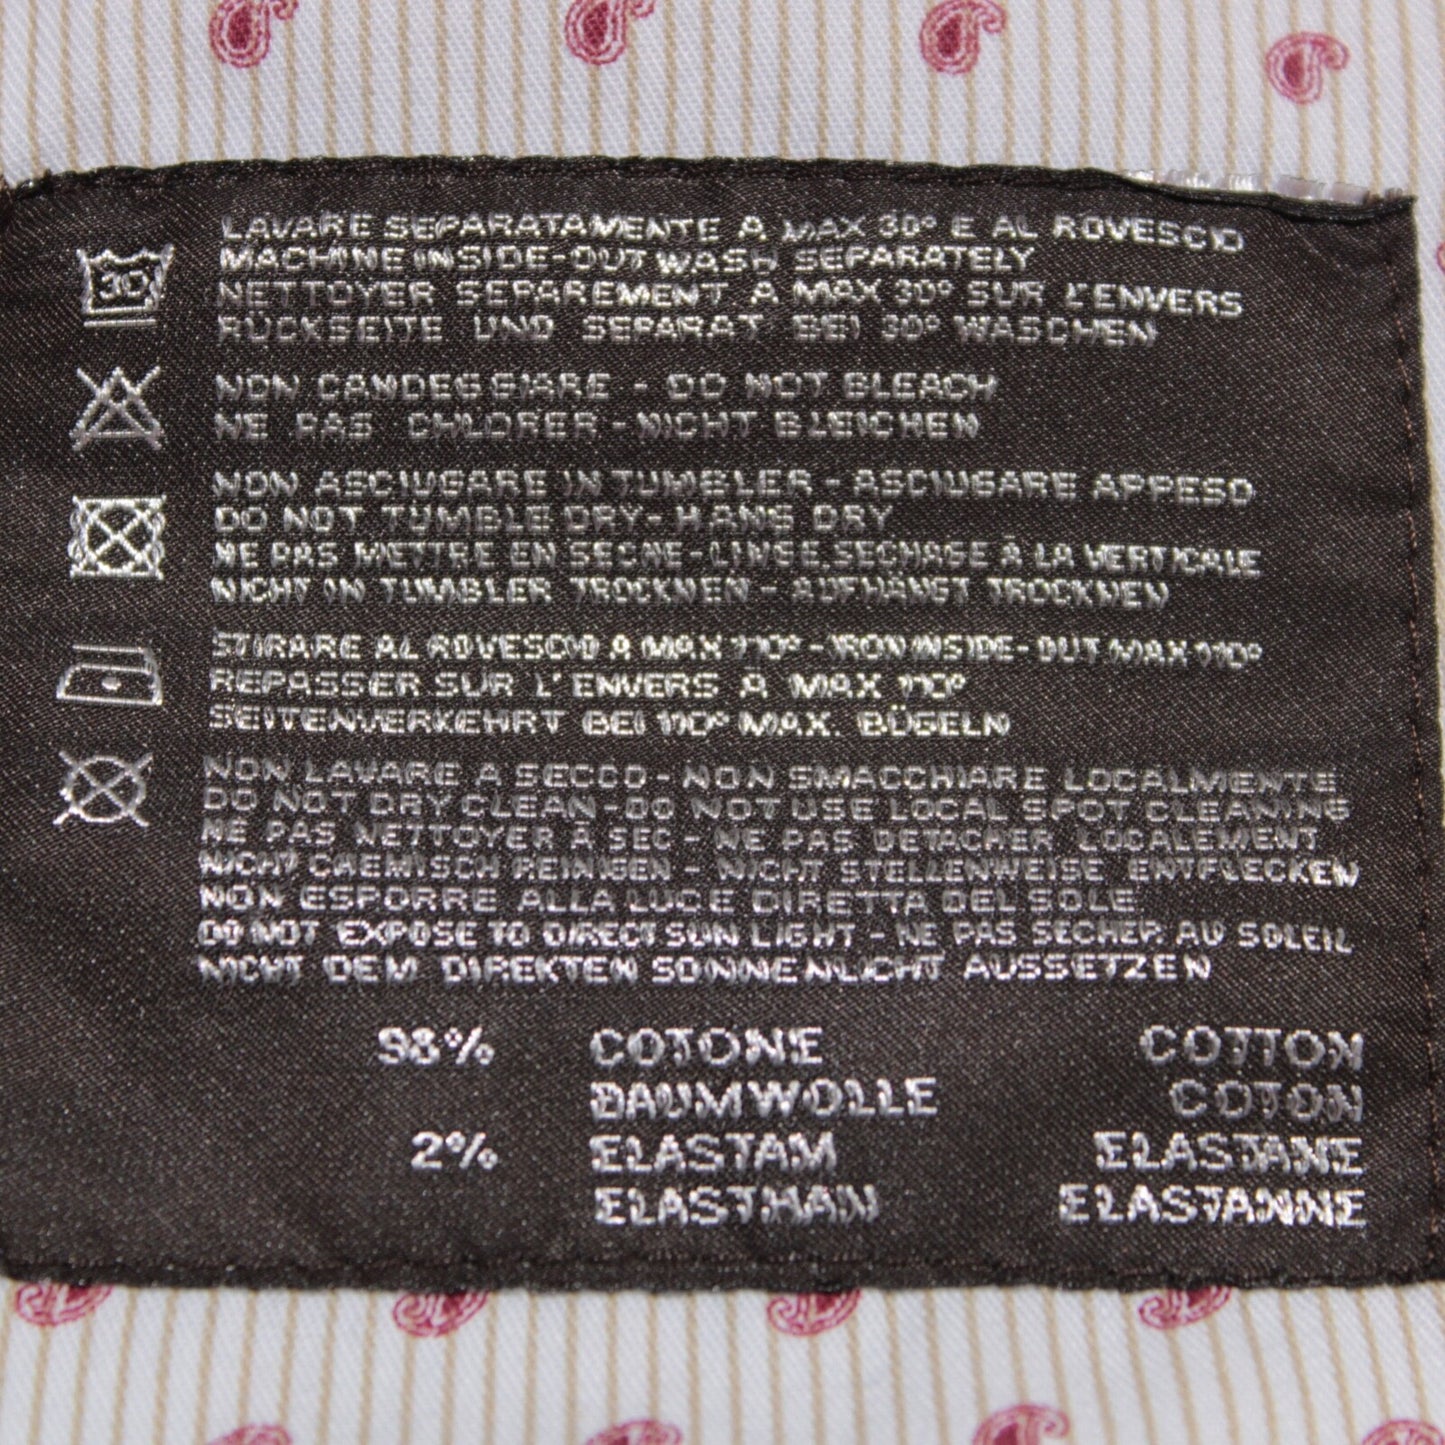 30
LAVARE SEPARATAMENTE A MAX 30° E AL ROVESCIO
MACHINE INSIDE-OUT WASH SEPARATELY
NETTOYER SEPAREMENT A MAX 30° SUR L'ENVERS
RÜCKSEITE UND SEPARAT BEI 30° WASCHEN
NON CANDEGGIARE - DO NOT BLEACH
NE PAS CHLORER - NICHT BLEICHEN
NON ASCIUGARE IN TUMBLER - ASCIUGARE APPESO
DO NOT TUMBLE DRY - HANG DRY
NE PAS METTRE EN SECHE-LINGE, SECHAGE À LA VERTICALE
NICHT IN TUMBLER TROCKNEN - AUFHÄNGT TROCKNEN
STIRARE AL ROVESCIO A MAX 110° - IRON INSIDE-OUT MAX 110°
REPASSER SUR L'ENVERS À MAX 110°
SEITENVERKEHRT BEI 110° MAX. BÜGELN
NON LAVARE A SECCO - NON SMACCHIARE LOCALMENTE
DO NOT DRY CLEAN - DO NOT USE LOCAL SPOT CLEANING
NE PAS NETTOYER À SEC - NE PAS DETACHER LOCALEMENT
NICHT CHEMISCH REINIGEN - NICHT STELLENWEISE ENTFLECKEN
NON ESPORRE ALLA LUCE DIRETTA DEL SOLE
DO NOT EXPOSE TO DIRECT SUN LIGHT - NE PAS SECHER AU SOLEIL
NICHT DEM DIREKTEN SONNENLICHT AUSSETZEN
98% COTONE COTTON
BAUMWOLLE COTON
2% ELASTAM ELASTANE
ELASTHAN ELASTANNE